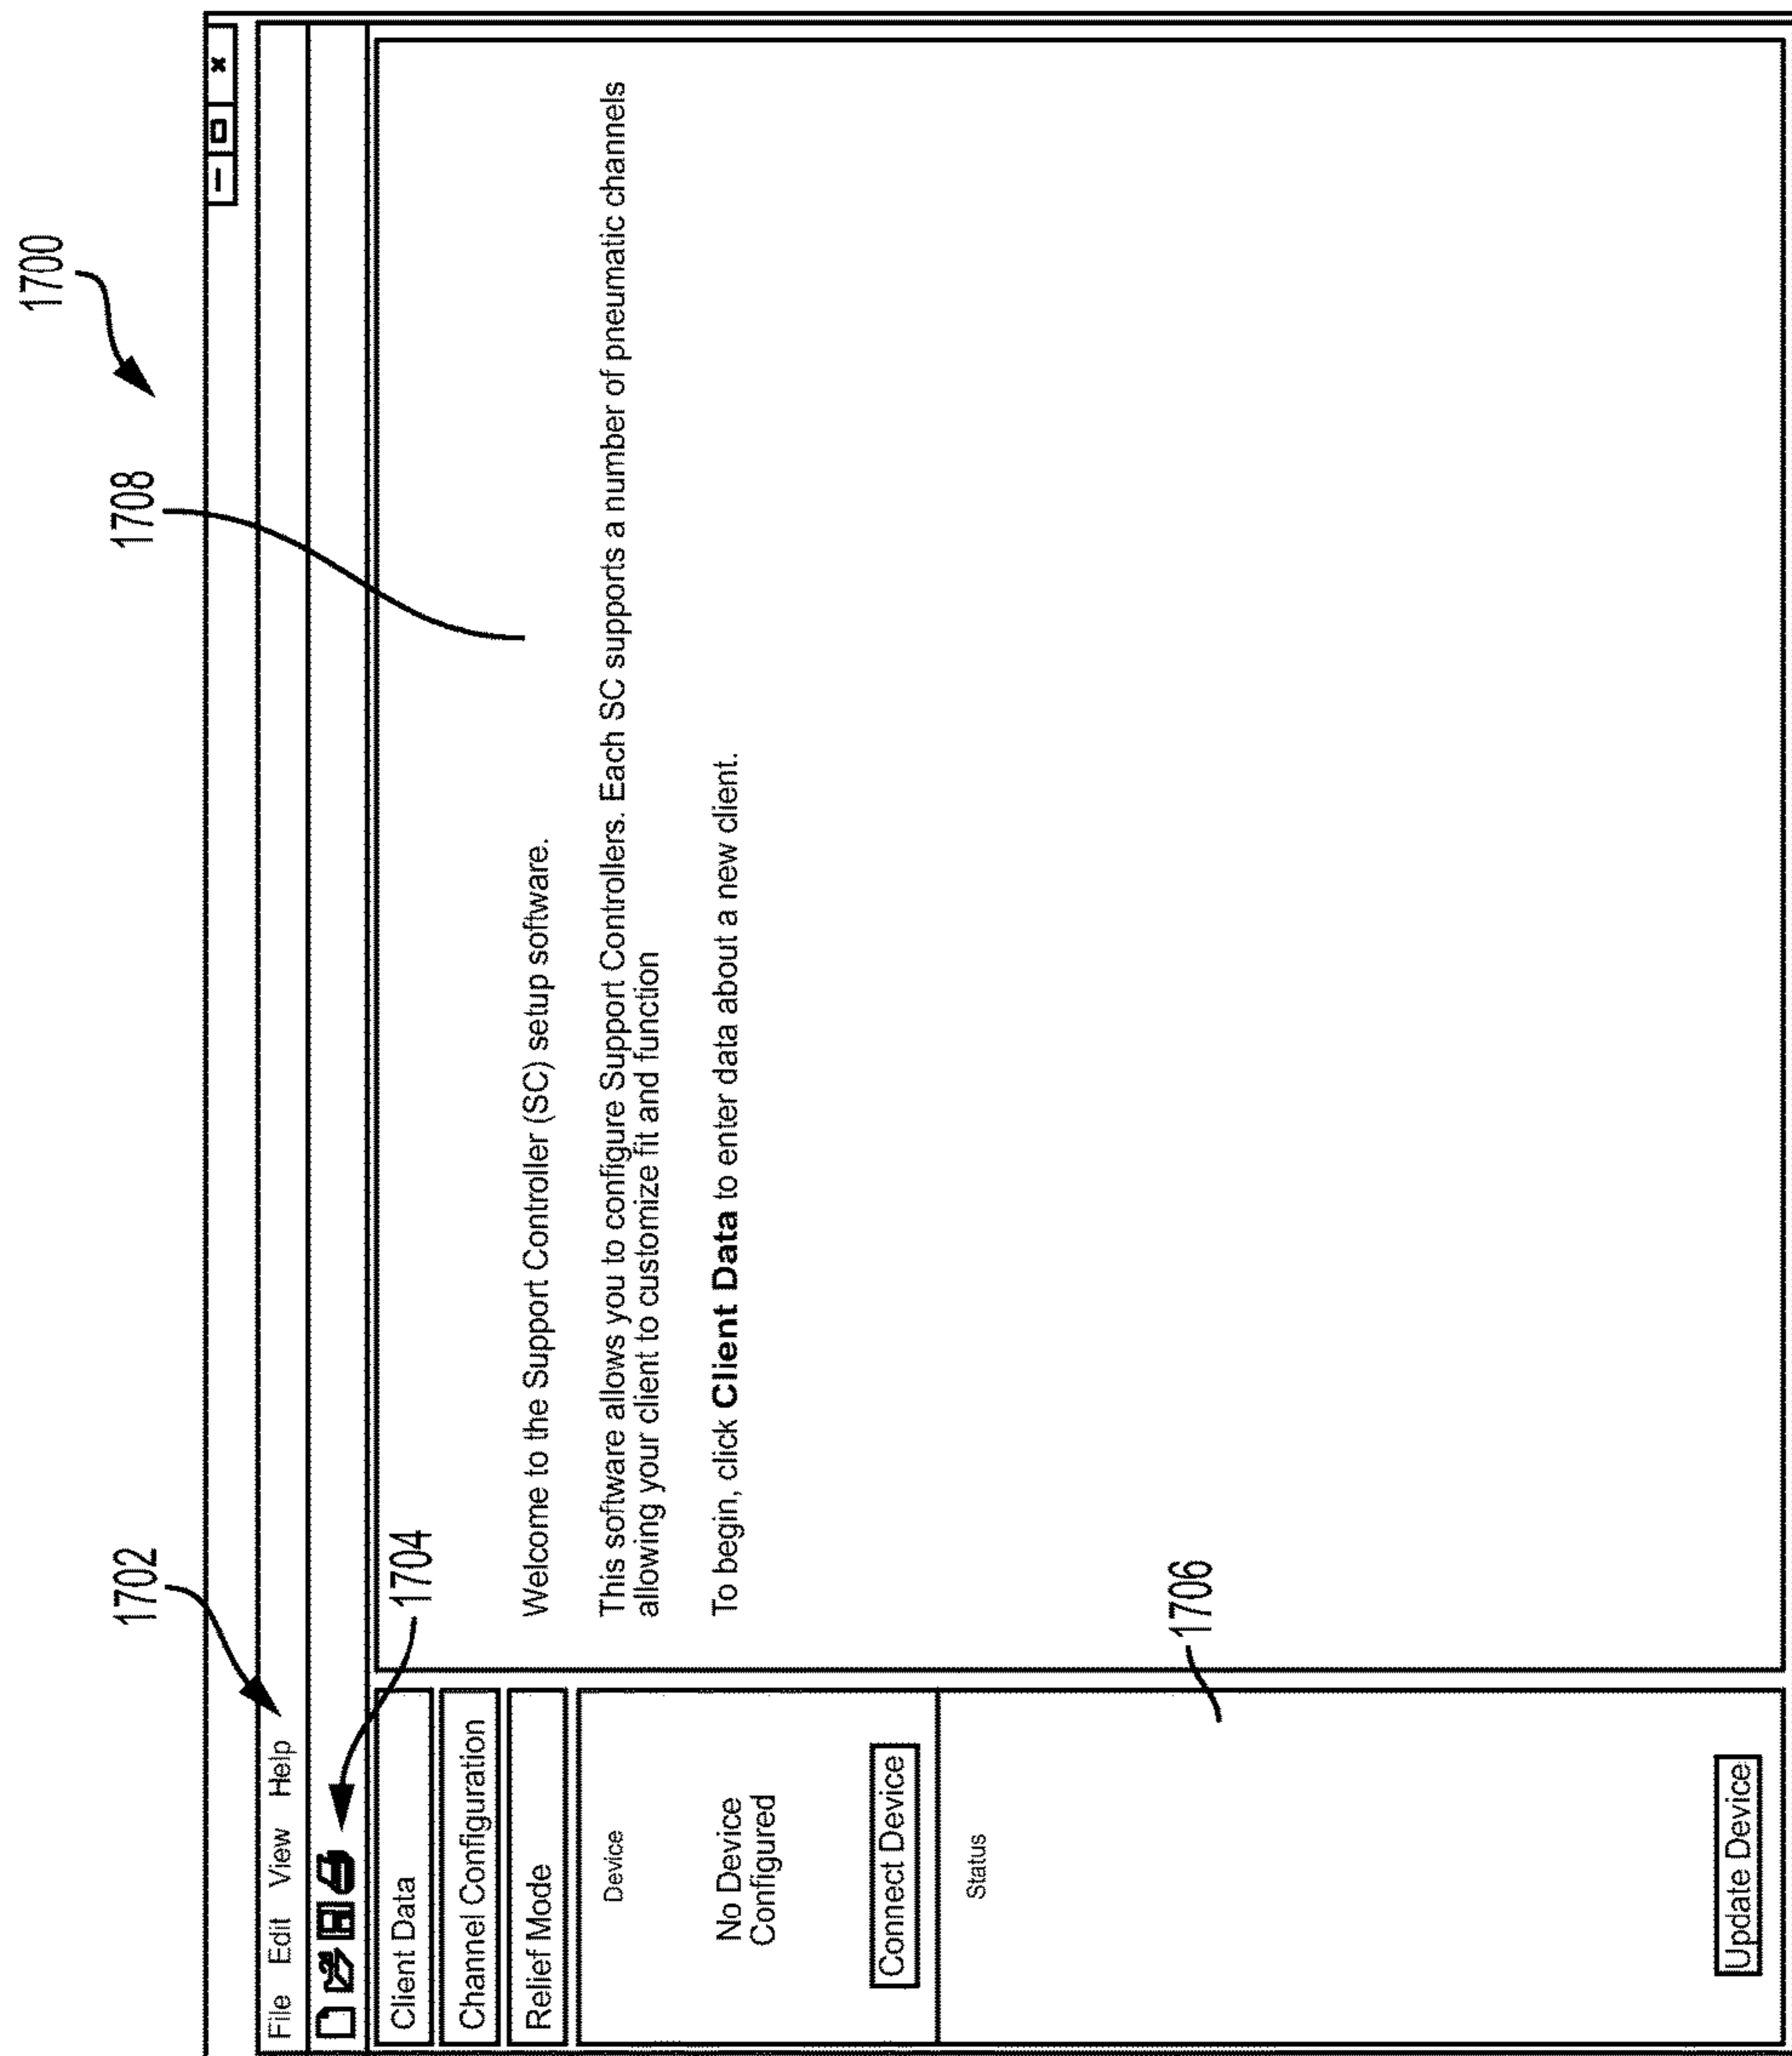 1700
1702
1708
File Edit View Help
1704
Client Data
Channel Configuration
Relief Mode
Device
No Device
Configured
Connect Device
Status
1706
Update Device
Welcome to the Support Controller (SC) setup software.
This software allows you to configure Support Controllers. Each SC supports a number of pneumatic channels
allowing your client to customize fit and function
To begin, click Client Data to enter data about a new client.